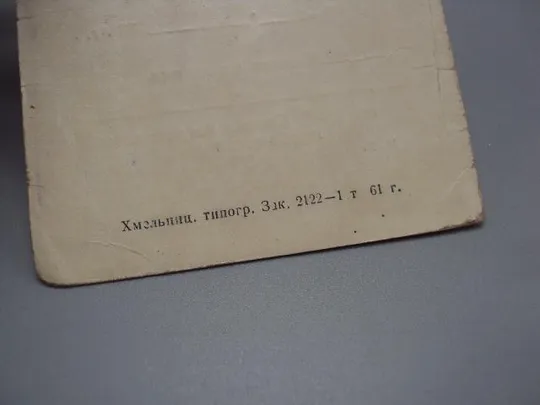 Хмельниц. типогр. Зак. 2122—1 т 61 г.